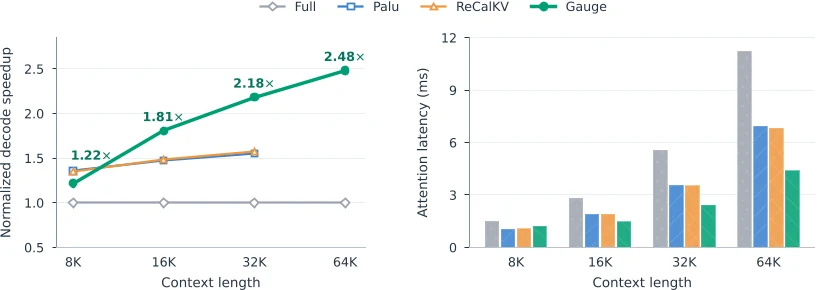 Full Palu ReCalKV Gauge
Normalized decode speedup
2.5
2.0
1.5
1.0
0.5
1.22×
1.81×
2.18×
2.48×
8K 16K 32K 64K
Context length
Attention latency (ms)
12
9
6
3
0
8K 16K 32K 64K
Context length